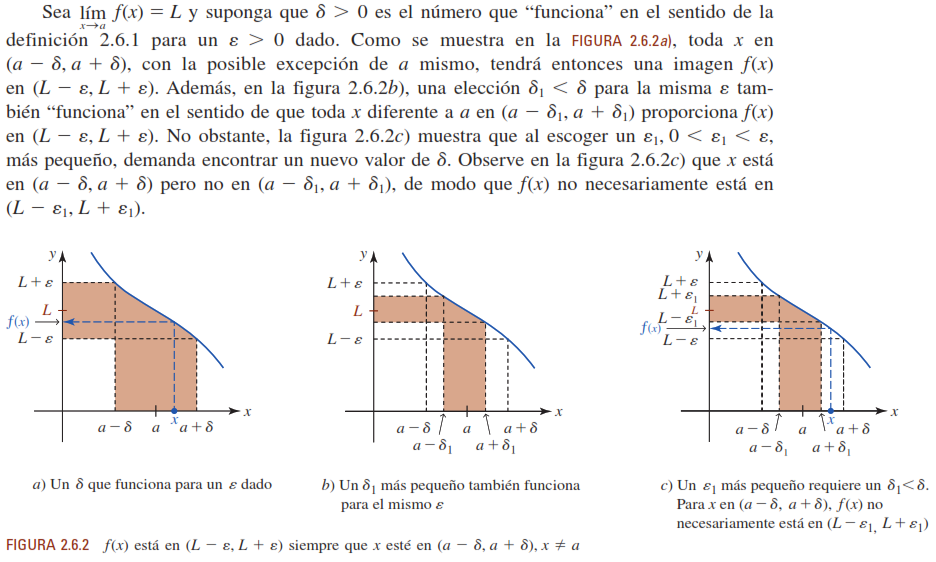 Sea lím f(x) = L y suponga que δ > 0 es el número que “funciona” en el sentido de la
x→a
definición 2.6.1 para un ε > 0 dado. Como se muestra en la FIGURA 2.6.2a), toda x en
(a − δ, a + δ), con la posible excepción de a mismo, tendrá entonces una imagen f(x)
en (L − ε, L + ε). Además, en la figura 2.6.2b), una elección δ₁ < δ para la misma ε tam-
bién “funciona” en el sentido de que toda x diferente a a en (a − δ₁, a + δ₁) proporciona f(x)
en (L − ε, L + ε). No obstante, la figura 2.6.2c) muestra que al escoger un ε₁, 0 < ε₁ < ε,
más pequeño, demanda encontrar un nuevo valor de δ. Observe en la figura 2.6.2c) que x está
en (a − δ, a + δ) pero no en (a − δ₁, a + δ₁), de modo que f(x) no necesariamente está en
(L − ε₁, L + ε₁).
y
L+ε
L
f(x)
L−ε
x
a−δ a x a+δ
a) Un δ que funciona para un ε dado
y
L+ε
L
L−ε
x
a−δ a a+δ
a−δ₁ a+δ₁
b) Un δ₁ más pequeño también funciona
para el mismo ε
y
L+ε
L+ε₁
L
L−ε₁
f(x)
L−ε
x
a−δ a x a+δ
a−δ₁ a+δ₁
c) Un ε₁ más pequeño requiere un δ₁<δ.
Para x en (a−δ, a+δ), f(x) no
necesariamente está en (L−ε₁, L+ε₁)
FIGURA 2.6.2 f(x) está en (L − ε, L + ε) siempre que x esté en (a − δ, a + δ), x ≠ a